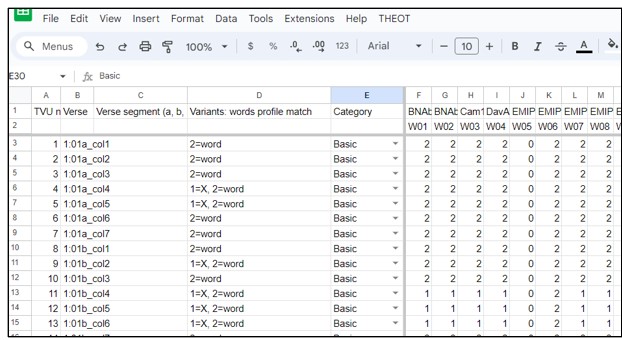 File Edit View Insert Format Data Tools Extensions Help THEOT
Menus 100% $ % .0 .00 123 Arial 10 B I A
E30 fx Basic
A B C D E F G H I J K L M
1 TVU n Verse Verse segment (a, b, Variants: words profile match Category BNAb BNAb Cam1 DavA EMIP EMIP EMIP EMIP E
2 W01 W02 W03 W04 W05 W06 W07 W08
3 1 1:01a_col1 2=word Basic 2 2 2 2 0 2 2 2
4 2 1:01a_col2 2=word Basic 2 2 2 2 0 2 2 2
5 3 1:01a_col3 2=word Basic 2 2 2 2 0 2 2 2
6 4 1:01a_col4 1=X, 2=word Basic 2 2 2 2 0 2 2 2
7 5 1:01a_col5 1=X, 2=word Basic 2 2 2 2 0 2 2 2
8 6 1:01a_col6 2=word Basic 2 2 2 2 0 2 2 2
9 7 1:01a_col7 2=word Basic 2 2 2 2 0 2 2 2
10 8 1:01b_col1 2=word Basic 2 2 2 2 0 2 2 2
11 9 1:01b_col2 1=X, 2=word Basic 2 2 2 2 0 2 2 2
12 10 1:01b_col3 2=word Basic 2 2 2 2 0 2 2 2
13 11 1:01b_col4 1=X, 2=word Basic 1 1 1 1 0 2 1 1
14 12 1:01b_col5 1=X, 2=word Basic 1 1 1 1 0 2 1 1
15 13 1:01b_col6 1=X, 2=word Basic 1 1 1 1 0 2 1 1